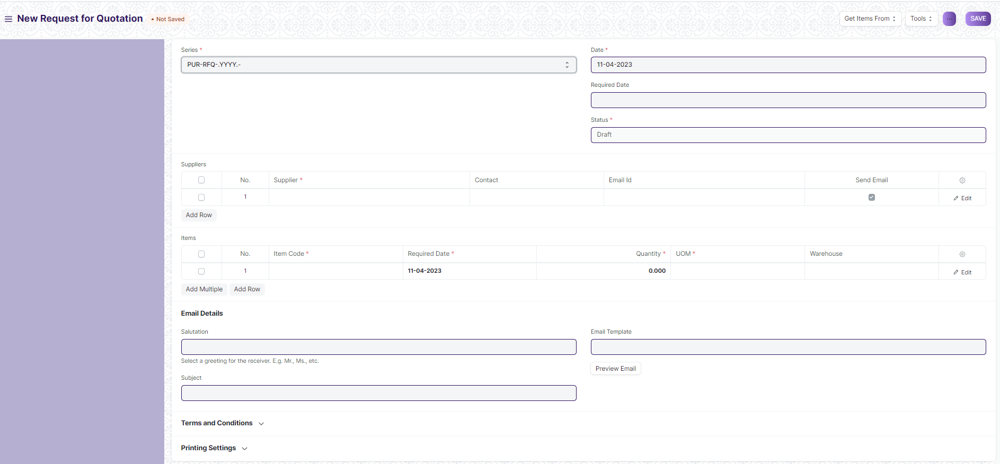 New Request for Quotation
• Not Saved
Get Items From
Tools
...
SAVE
Series *
PUR-RFQ-.YYYY.-
Date *
11-04-2023
Required Date
Status *
Draft
Suppliers
No. Supplier * Contact Email Id Send Email
1 Edit
Add Row
Items
No. Item Code * Required Date * Quantity * UOM * Warehouse
1 11-04-2023 0.000 Edit
Add Multiple Add Row
Email Details
Salutation
Select a greeting for the receiver. E.g. Mr., Ms., etc.
Email Template
Preview Email
Subject
Terms and Conditions
Printing Settings